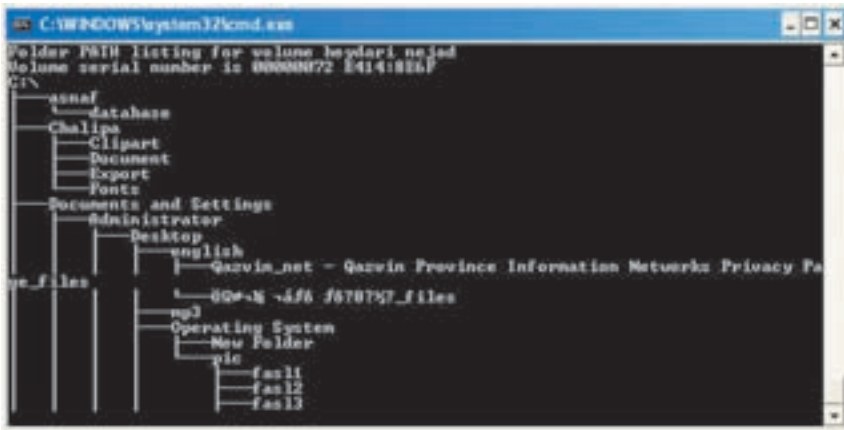 C:\WINDOWS\system32\cmd.exe
Folder PATH listing for volume heydari nejad
Volume serial number is 00000072 E414:8E6F
C:\
├───asnaf
│   └───database
├───Chalipa
│   ├───Clipart
│   ├───Document
│   ├───Export
│   └───Fonts
├───Documents and Settings
│   ├───Administrator
│   │   ├───Desktop
│   │   │   ├───english
│   │   │   │   ├───Qazvin_net - Qazvin Province Information Networks Privacy Pa
ge_files
│   │   │   │   └───_files
│   │   │   ├───mp3
│   │   │   ├───Operating System
│   │   │   │   ├───New Folder
│   │   │   │   └───pic
│   │   │   │       ├───fasl1
│   │   │   │       ├───fasl2
│   │   │   │       ├───fasl3